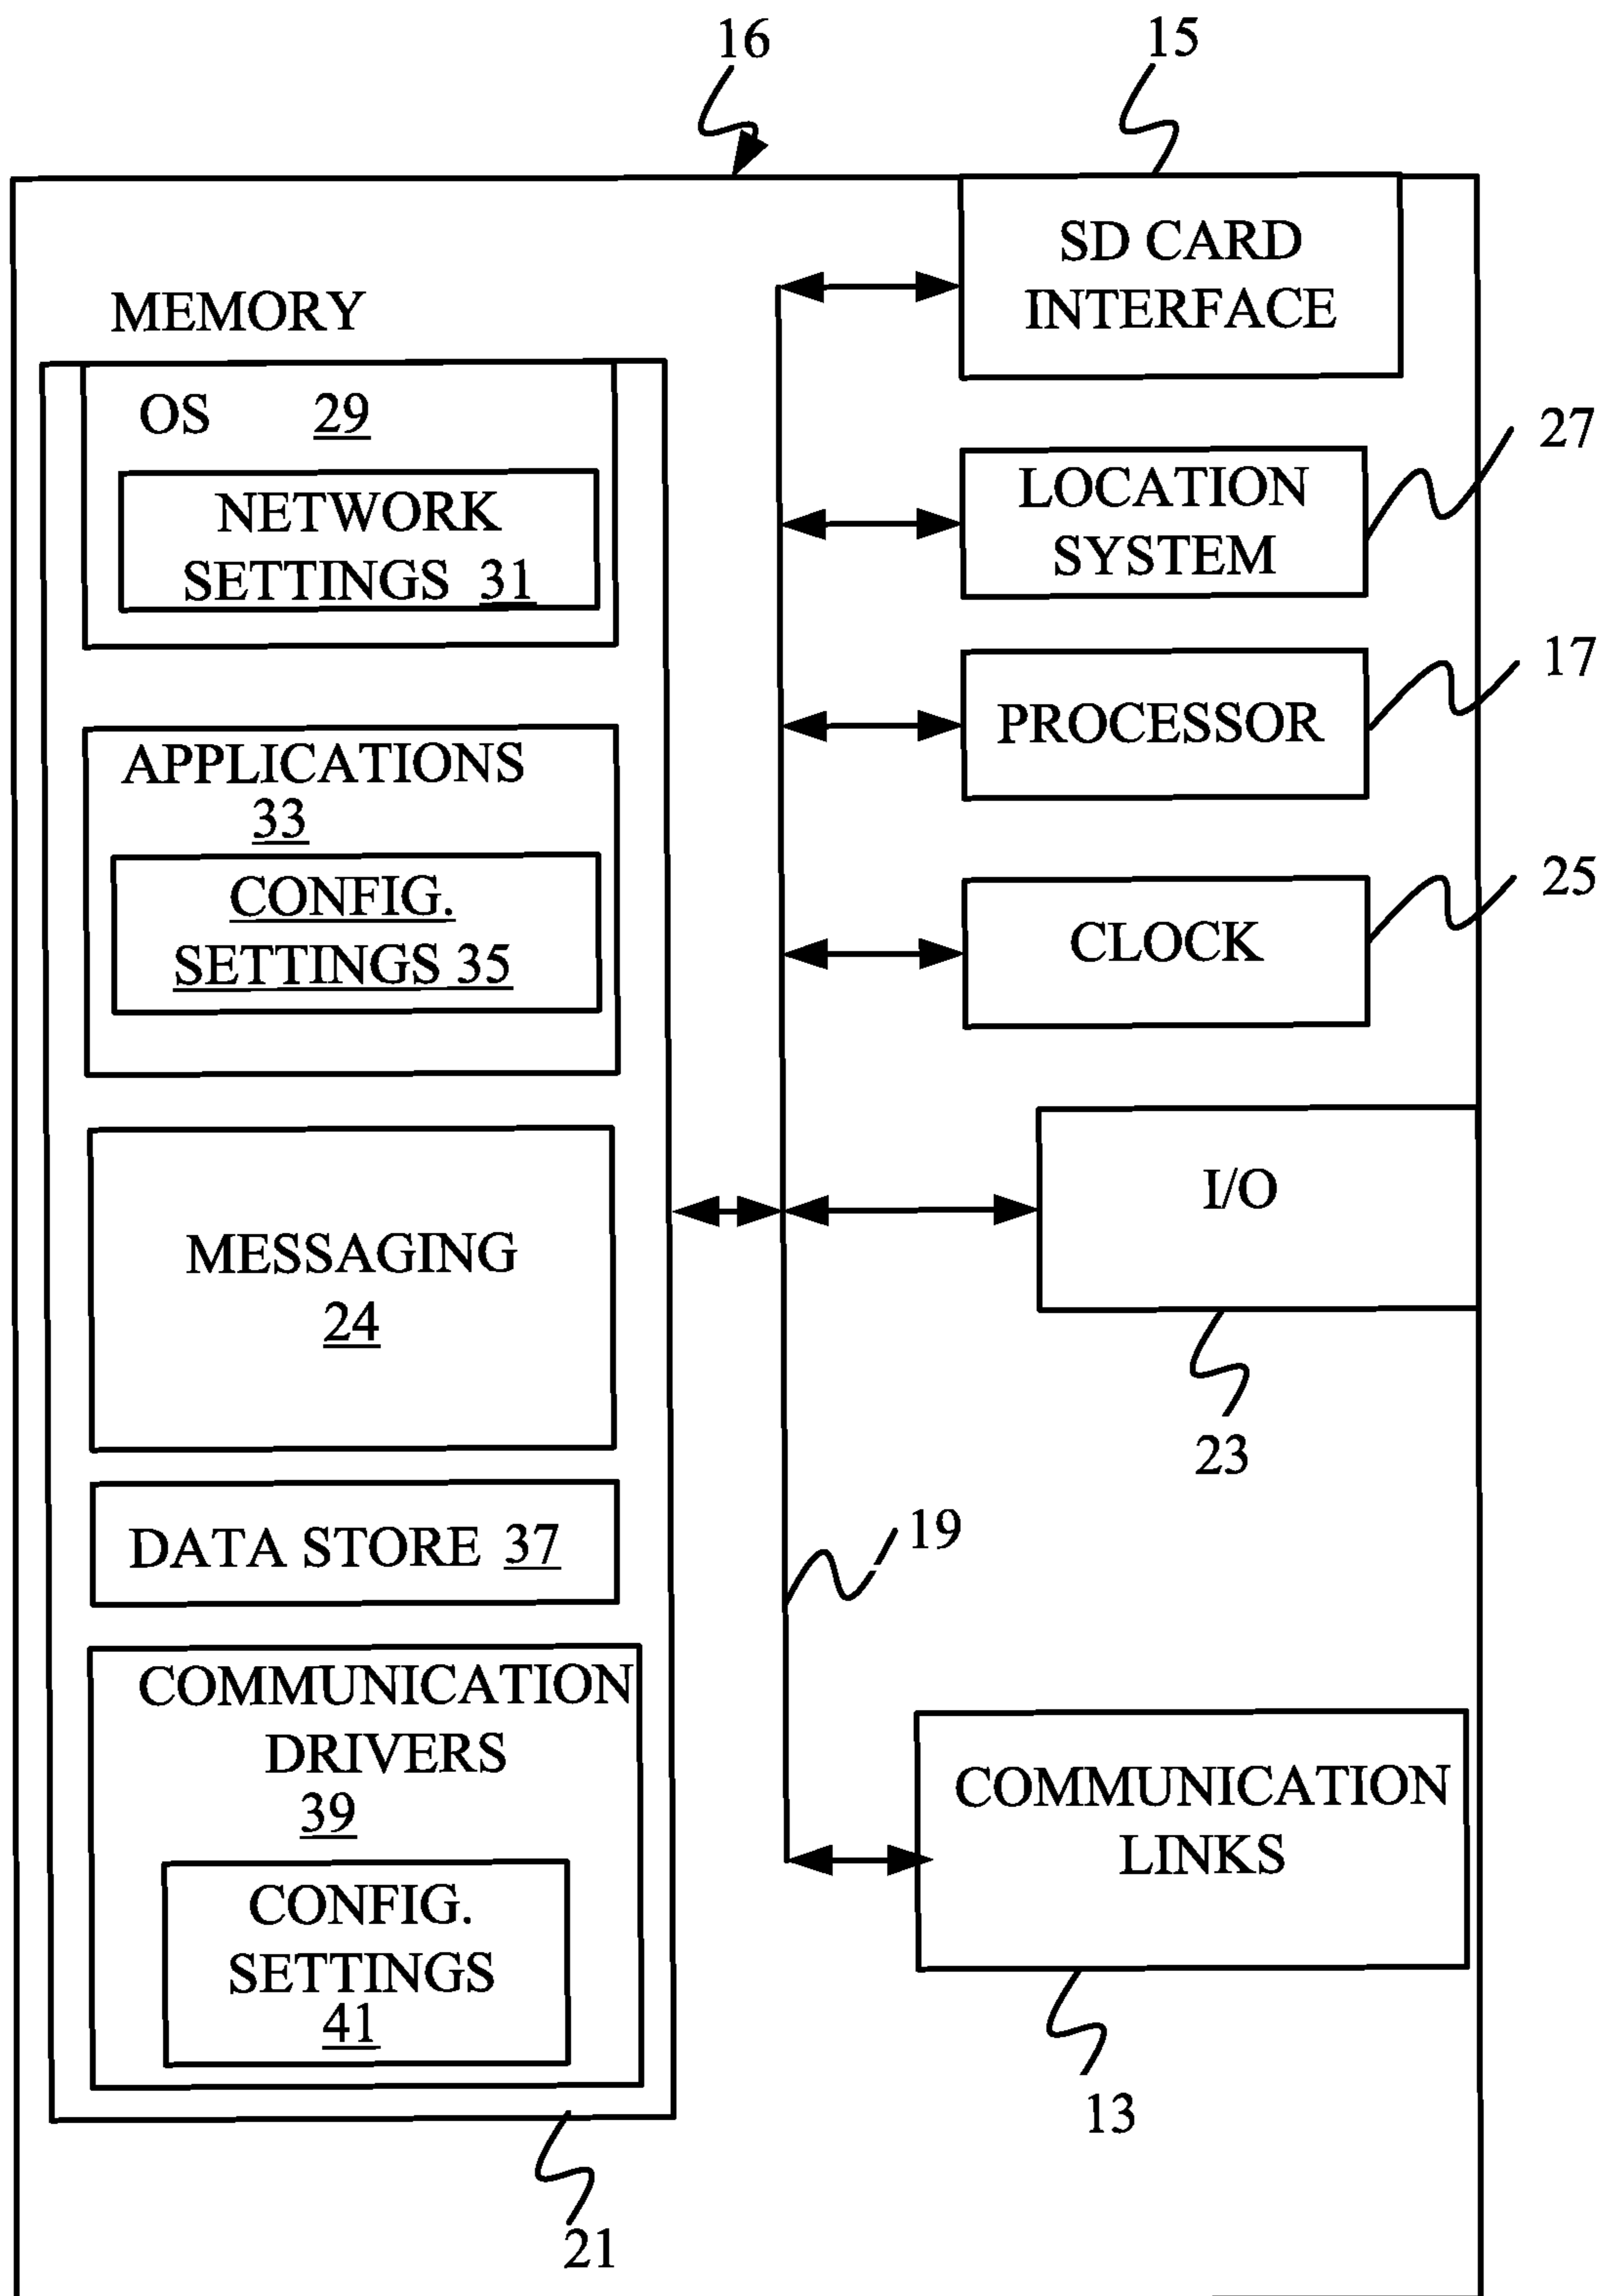 16
15
SD CARD
INTERFACE
MEMORY
OS 29
NETWORK
SETTINGS 31
27
LOCATION
SYSTEM
17
PROCESSOR
APPLICATIONS
33
CONFIG.
SETTINGS 35
25
CLOCK
I/O
23
MESSAGING
24
DATA STORE 37
19
COMMUNICATION
DRIVERS
39
CONFIG.
SETTINGS
41
COMMUNICATION
LINKS
13
21